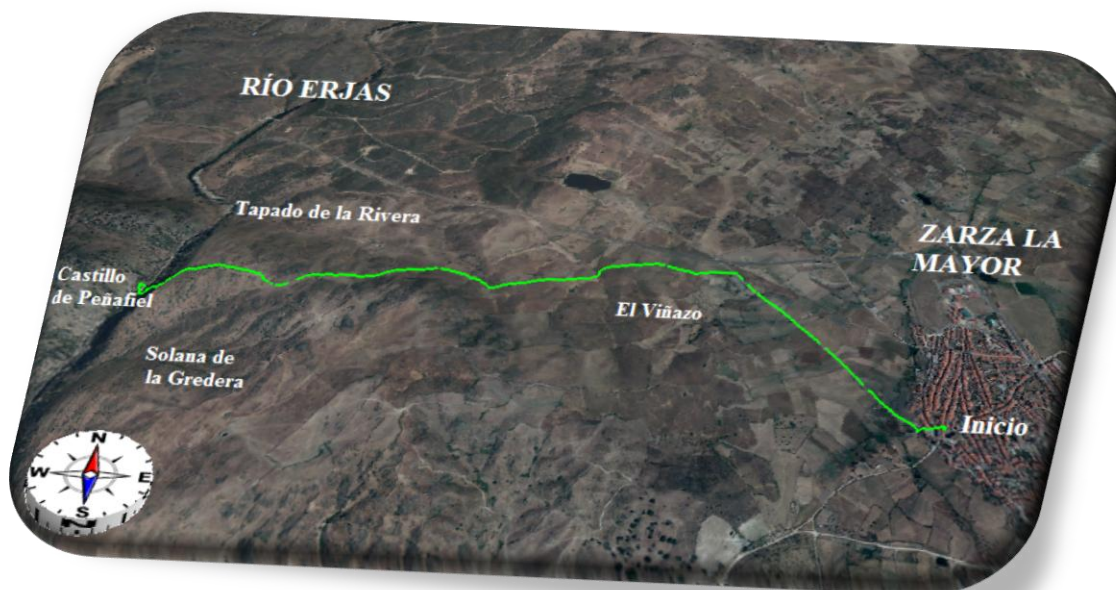 RÍO ERJAS
Tapado de la Rivera
ZARZA LA
MAYOR
Castillo
de Peñafiel
El Viñazo
Solana de
la Gredera
Inicio
N
W
E
S